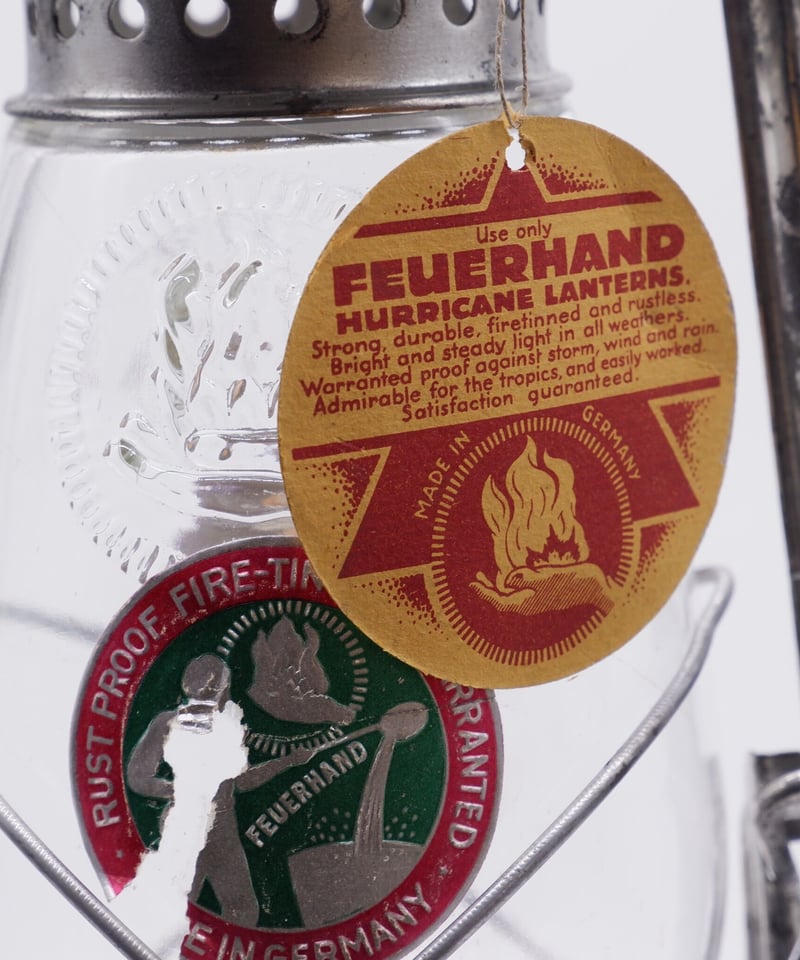 Use only
FEUERHAND
HURRICANE LANTERNS.
Strong, durable, firetinned and rustless.
Bright and steady light in all weathers.
Warranted proof against storm, wind and rain.
Admirable for the tropics, and easily worked.
Satisfaction guaranteed.
MADE IN GERMANY
RUST PROOF FIRE-TIN
RRANTED
FEUERHAND
E IN GERMANY